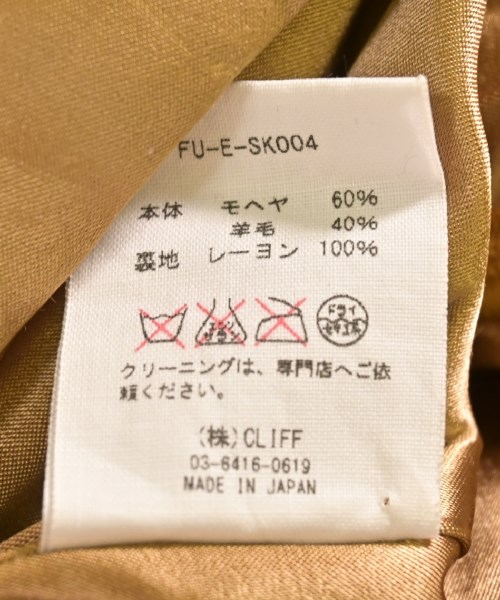 FU-E-SK004
本体 モヘヤ 60%
羊毛 40%
裏地 レーヨン 100%
ドライ
クリーニングは、専門店へご依
頼ください。
(株)CLIFF
03-6416-0619
MADE IN JAPAN